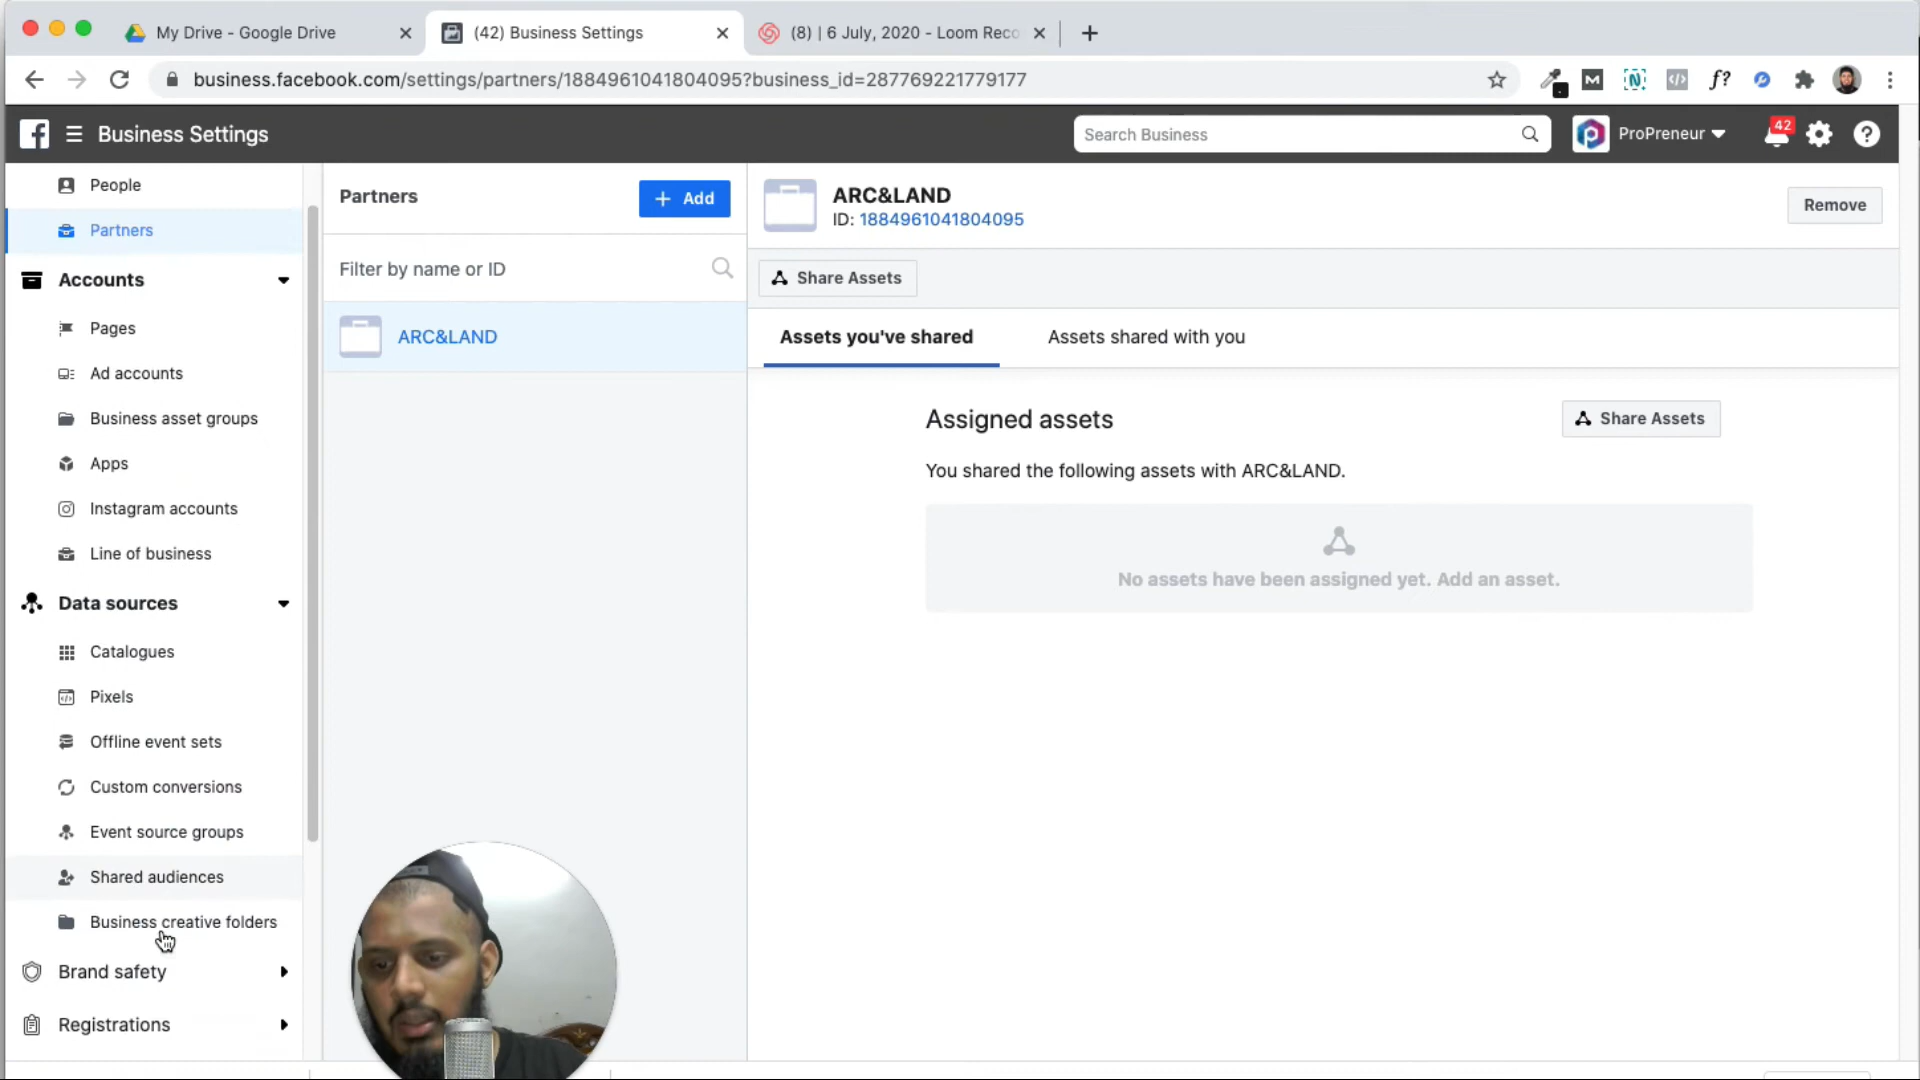 My Drive - Google Drive
(42) Business Settings
(8) | 6 July, 2020 - Loom Reco
business.facebook.com/settings/partners/1884961041804095?business_id=287769221779177
Business Settings
Search Business
ProPreneur
42
People
Partners
Accounts
Pages
Ad accounts
Business asset groups
Apps
Instagram accounts
Line of business
Data sources
Catalogues
Pixels
Offline event sets
Custom conversions
Event source groups
Shared audiences
Business creative folders
Brand safety
Registrations
Partners
+ Add
Filter by name or ID
ARC&LAND
ARC&LAND
ID: 1884961041804095
Remove
Share Assets
Assets you've shared
Assets shared with you
Assigned assets
Share Assets
You shared the following assets with ARC&LAND.
No assets have been assigned yet. Add an asset.